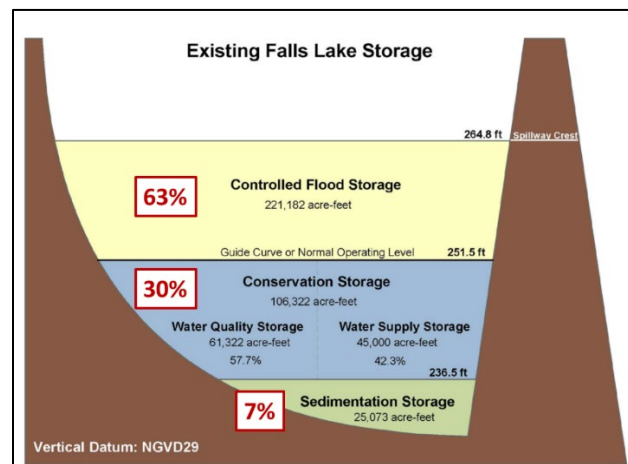 Existing Falls Lake Storage
264.8 ft
Spillway Crest
63%
Controlled Flood Storage
221,182 acre-feet
Guide Curve or Normal Operating Level
251.5 ft
30%
Conservation Storage
106,322 acre-feet
Water Quality Storage
61,322 acre-feet
57.7%
Water Supply Storage
45,000 acre-feet
42.3%
236.5 ft
7%
Sedimentation Storage
25,073 acre-feet
Vertical Datum: NGVD29